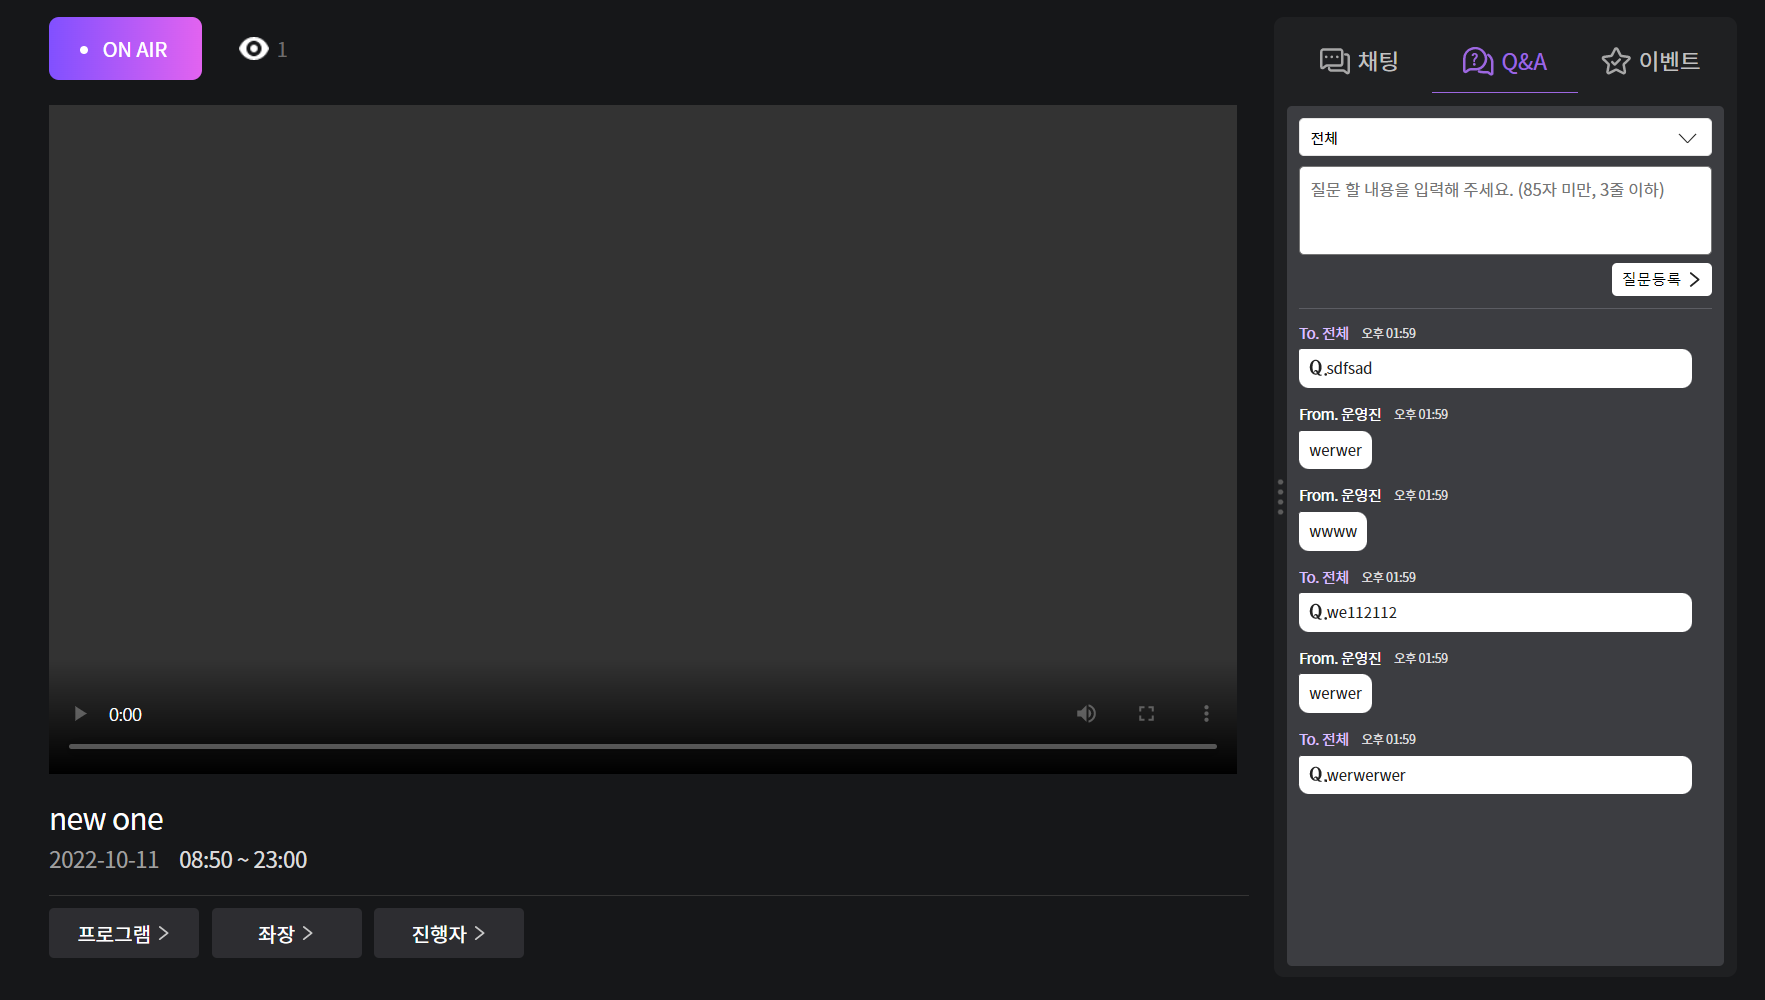 ON AIR
1
0:00
new one
2022-10-11 08:50 ~ 23:00
프로그램 좌장 진행자
채팅 Q&A 이벤트
전체
질문 할 내용을 입력해 주세요. (85자 미만, 3줄 이하)
질문등록
To. 전체 오후 01:59
Q.sdfsad
From. 운영진 오후 01:59
werwer
From. 운영진 오후 01:59
wwww
To. 전체 오후 01:59
Q.we112112
From. 운영진 오후 01:59
werwer
To. 전체 오후 01:59
Q.werwerwer